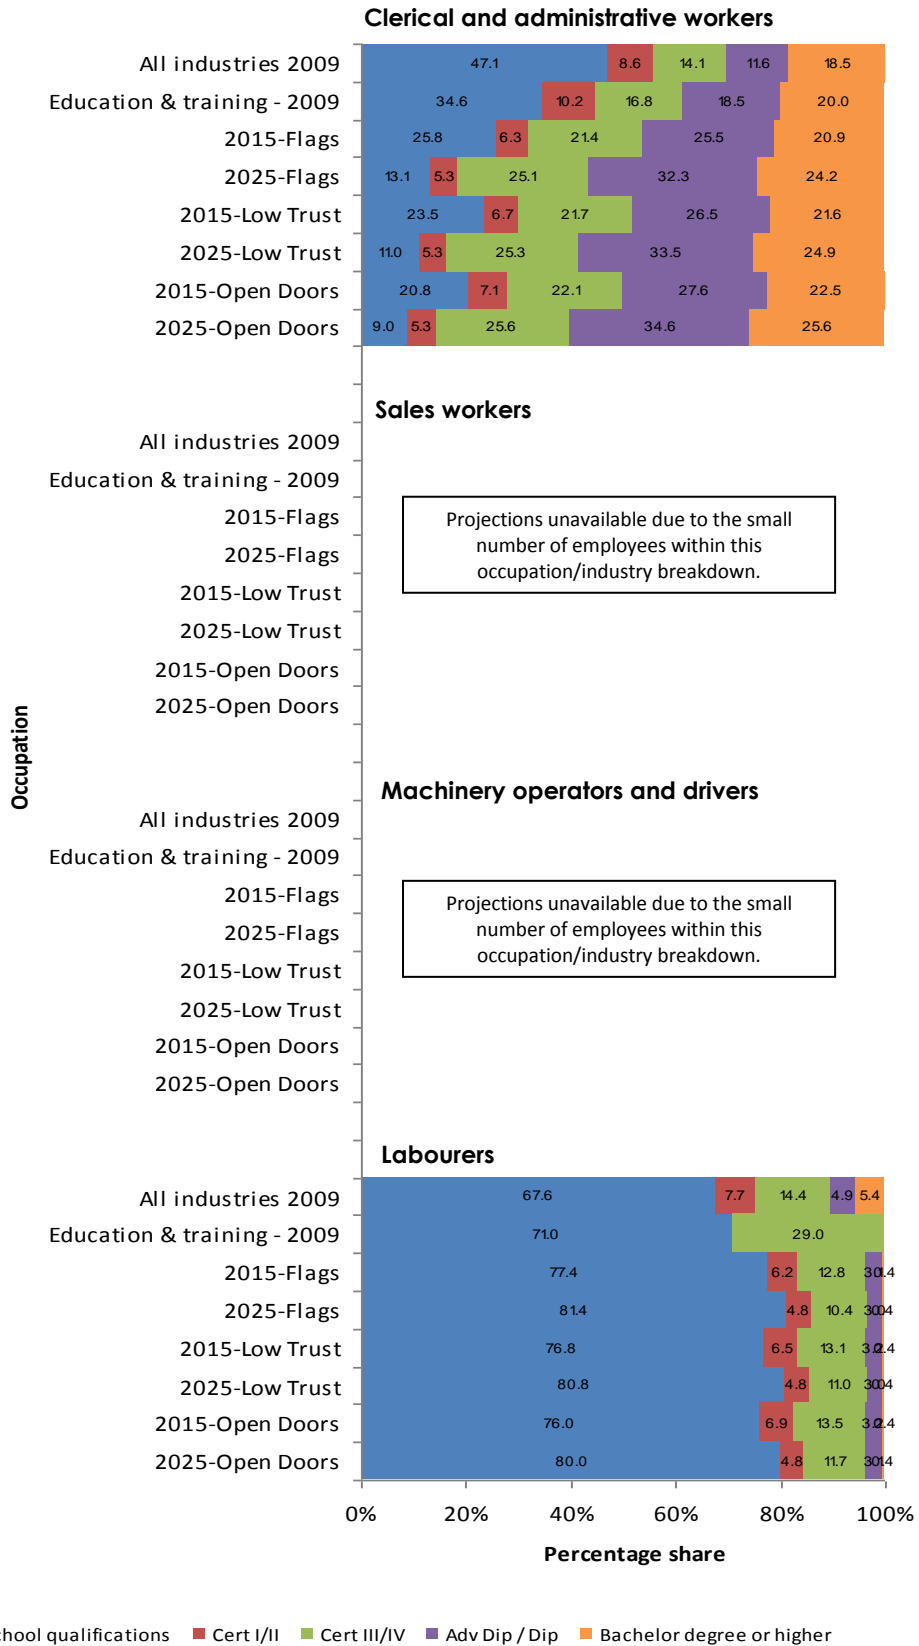 Clerical and administrative workers
All industries 2009 47.1 8.6 14.1 11.6 18.5
Education & training - 2009 34.6 10.2 16.8 18.5 20.0
2015-Flags 25.8 6.3 21.4 25.5 20.9
2025-Flags 13.1 5.3 25.1 32.3 24.2
2015-Low Trust 23.5 6.7 21.7 26.5 21.6
2025-Low Trust 11.0 5.3 25.3 33.5 24.9
2015-Open Doors 20.8 7.1 22.1 27.6 22.5
2025-Open Doors 9.0 5.3 25.6 34.6 25.6
Sales workers
All industries 2009
Education & training - 2009
2015-Flags
2025-Flags
2015-Low Trust
2025-Low Trust
2015-Open Doors
2025-Open Doors
Projections unavailable due to the small
number of employees within this
occupation/industry breakdown.
Occupation
Machinery operators and drivers
All industries 2009
Education & training - 2009
2015-Flags
2025-Flags
2015-Low Trust
2025-Low Trust
2015-Open Doors
2025-Open Doors
Projections unavailable due to the small
number of employees within this
occupation/industry breakdown.
Labourers
All industries 2009 67.6 7.7 14.4 4.9 5.4
Education & training - 2009 71.0 29.0
2015-Flags 77.4 6.2 12.8
2025-Flags 81.4 4.8 10.4
2015-Low Trust 76.8 6.5 13.1
2025-Low Trust 80.8 4.8 11.0
2015-Open Doors 76.0 6.9 13.5
2025-Open Doors 80.0 4.8 11.7
0% 20% 40% 60% 80% 100%
Percentage share
qualifications Cert I/II Cert III/IV Adv Dip / Dip Bachelor degree or higher